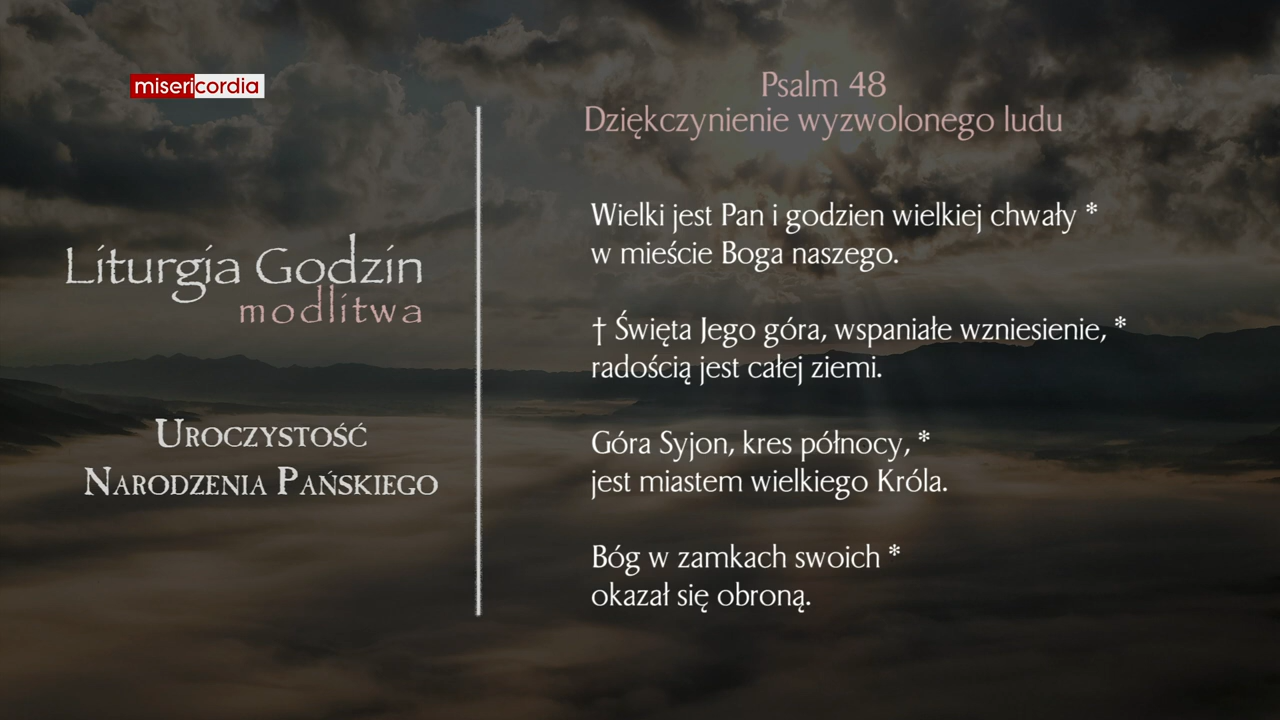 misericordia
Liturgia Godzin
modlitwa
Uroczystość
Narodzenia Pańskiego
Psalm 48
Dziękczynienie wyzwolonego ludu
Wielki jest Pan i godzien wielkiej chwały *
w mieście Boga naszego.
† Święta Jego góra, wspaniałe wzniesienie, *
radością jest całej ziemi.
Góra Syjon, kres północy, *
jest miastem wielkiego Króla.
Bóg w zamkach swoich *
okazał się obroną.